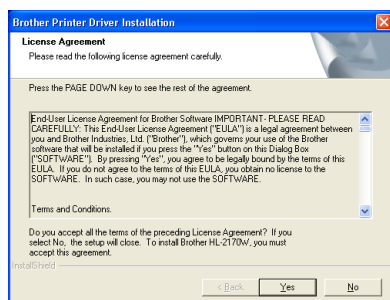 Brother Printer Driver Installation
License Agreement
Please read the following license agreement carefully.
Press the PAGE DOWN key to see the rest of the agreement.
End-User License Agreement for Brother Software IMPORTANT- PLEASE READ
CAREFULLY: This End-User License Agreement ("EULA") is a legal agreement between
you and Brother Industries, Ltd. ("Brother"), which governs your use of the Brother
software that will be installed if you press the "Yes" button on this Dialog Box
("SOFTWARE"). By pressing "Yes", you agree to be legally bound by the terms of this
EULA. If you do not agree to the terms of this EULA, you obtain no license to the
SOFTWARE. In such case, you may not use the SOFTWARE.
Terms and Conditions.
Do you accept all the terms of the preceding License Agreement? If you
select No, the setup will close. To install Brother HL-2170W, you must
accept this agreement.
InstallShield
< Back Yes No